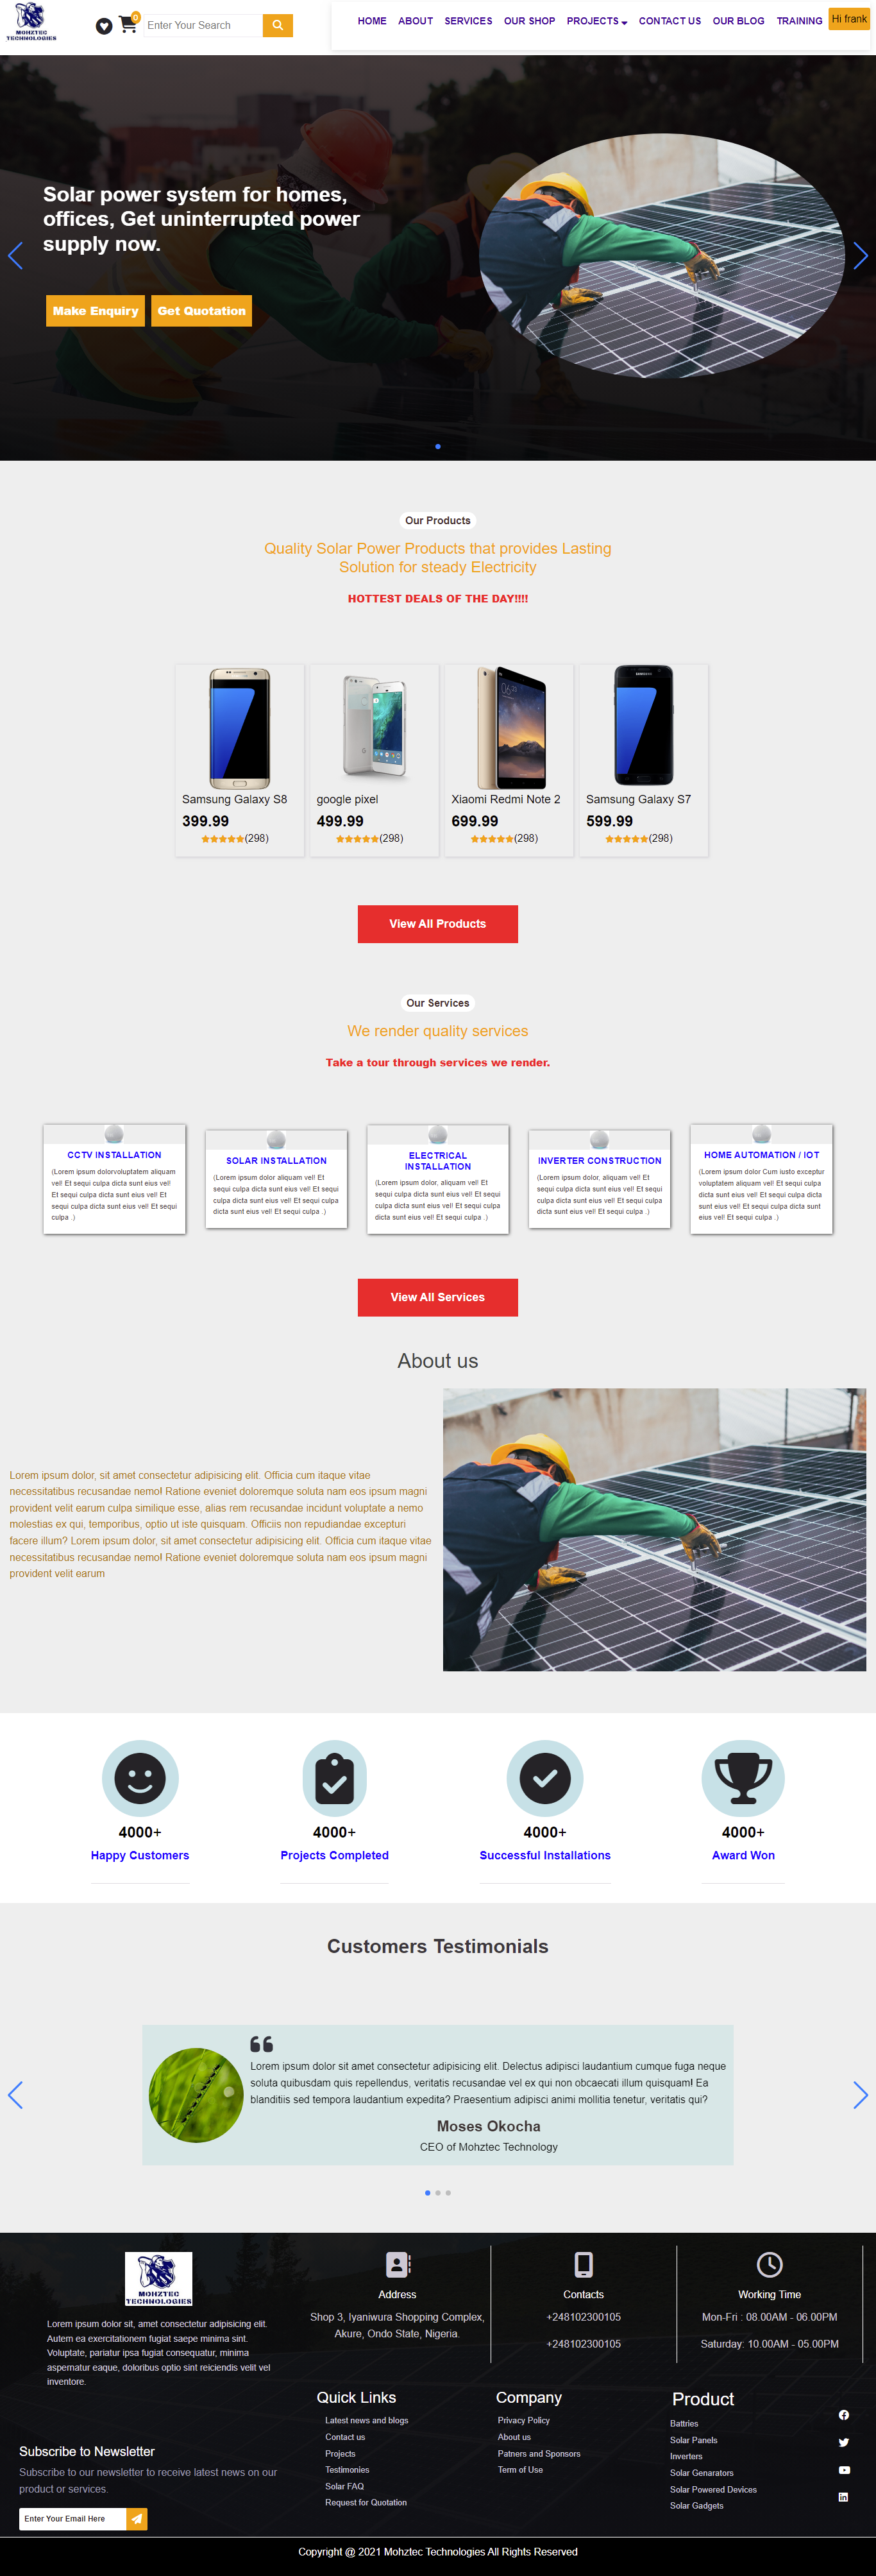 MOHZTEC
TECHNOLOGIES
0
Enter Your Search
HOME ABOUT SERVICES OUR SHOP PROJECTS CONTACT US OUR BLOG TRAINING Hi frank
Solar power system for homes,
offices, Get uninterrupted power
supply now.
Make Enquiry Get Quotation
Our Products
Quality Solar Power Products that provides Lasting
Solution for steady Electricity
HOTTEST DEALS OF THE DAY!!!!
Samsung Galaxy S8
399.99
(298)
google pixel
499.99
(298)
Xiaomi Redmi Note 2
699.99
(298)
Samsung Galaxy S7
599.99
(298)
View All Products
Our Services
We render quality services
Take a tour through services we render.
CCTV INSTALLATION
(Lorem ipsum dolorvoluptatem aliquam
vel! Et sequi culpa dicta sunt eius vel!
Et sequi culpa dicta sunt eius vel! Et
sequi culpa dicta sunt eius vel! Et sequi
culpa .)
SOLAR INSTALLATION
(Lorem ipsum dolor aliquam vel! Et
sequi culpa dicta sunt eius vel! Et sequi
culpa dicta sunt eius vel! Et sequi culpa
dicta sunt eius vel! Et sequi culpa .)
ELECTRICAL
INSTALLATION
(Lorem ipsum dolor, aliquam vel! Et
sequi culpa dicta sunt eius vel! Et sequi
culpa dicta sunt eius vel! Et sequi culpa
dicta sunt eius vel! Et sequi culpa .)
INVERTER CONSTRUCTION
(Lorem ipsum dolor, aliquam vel! Et
sequi culpa dicta sunt eius vel! Et sequi
culpa dicta sunt eius vel! Et sequi culpa
dicta sunt eius vel! Et sequi culpa .)
HOME AUTOMATION / IOT
(Lorem ipsum dolor Cum iusto exceptur
voluptatem aliquam vel! Et sequi culpa
dicta sunt eius vel! Et sequi culpa dicta
sunt eius vel! Et sequi culpa dicta sunt
eius vel! Et sequi culpa .)
View All Services
About us
Lorem ipsum dolor, sit amet consectetur adipisicing elit. Officia cum itaque vitae
necessitatibus recusandae nemo! Ratione eveniet doloremque soluta nam eos ipsum magni
provident velit earum culpa similique esse, alias rem recusandae incidunt voluptate a nemo
molestias ex qui, temporibus, optio ut iste quisquam. Officiis non repudiandae excepturi
facere illum? Lorem ipsum dolor, sit amet consectetur adipisicing elit. Officia cum itaque vitae
necessitatibus recusandae nemo! Ratione eveniet doloremque soluta nam eos ipsum magni
provident velit earum
4000+
Happy Customers
4000+
Projects Completed
4000+
Successful Installations
4000+
Award Won
Customers Testimonials
Lorem ipsum dolor sit amet consectetur adipisicing elit. Delectus adipisci laudantium cumque fuga neque
soluta quibusdam quis repellendus, veritatis recusandae vel ex qui non obcaecati illum quisquam! Ea
blanditiis sed tempora laudantium expedita? Praesentium adipisci animi mollitia tenetur, veritatis qui?
Moses Okocha
CEO of Mohztec Technology
MOHZTEC
TECHNOLOGIES
Lorem ipsum dolor sit, amet consectetur adipisicing elit.
Autem ea exercitationem fugiat saepe minima sint.
Voluptate, pariatur ipsa fugiat consequatur, minima
aspernatur eaque, doloribus optio sint reiciendis velit vel
inventore.
Address
Shop 3, Iyaniwura Shopping Complex,
Akure, Ondo State, Nigeria.
Contacts
+248102300105
+248102300105
Working Time
Mon-Fri : 08.00AM - 06.00PM
Saturday: 10.00AM - 05.00PM
Subscribe to Newsletter
Subscribe to our newsletter to receive latest news on our
product or services.
Enter Your Email Here
Quick Links
Latest news and blogs
Contact us
Projects
Testimonies
Solar FAQ
Request for Quotation
Company
Privacy Policy
About us
Patners and Sponsors
Term of Use
Product
Battries
Solar Panels
Inverters
Solar Genarators
Solar Powered Devices
Solar Gadgets
Copyright @ 2021 Mohztec Technologies All Rights Reserved